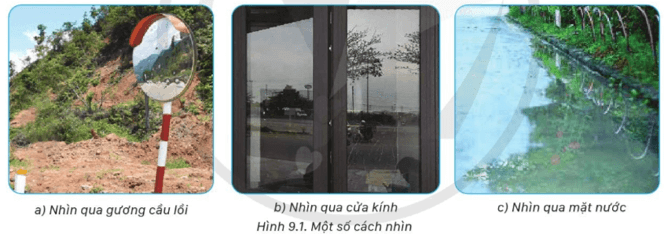 a) Nhìn qua gương cầu lồi
b) Nhìn qua cửa kính
c) Nhìn qua mặt nước
Hình 9.1. Một số cách nhìn